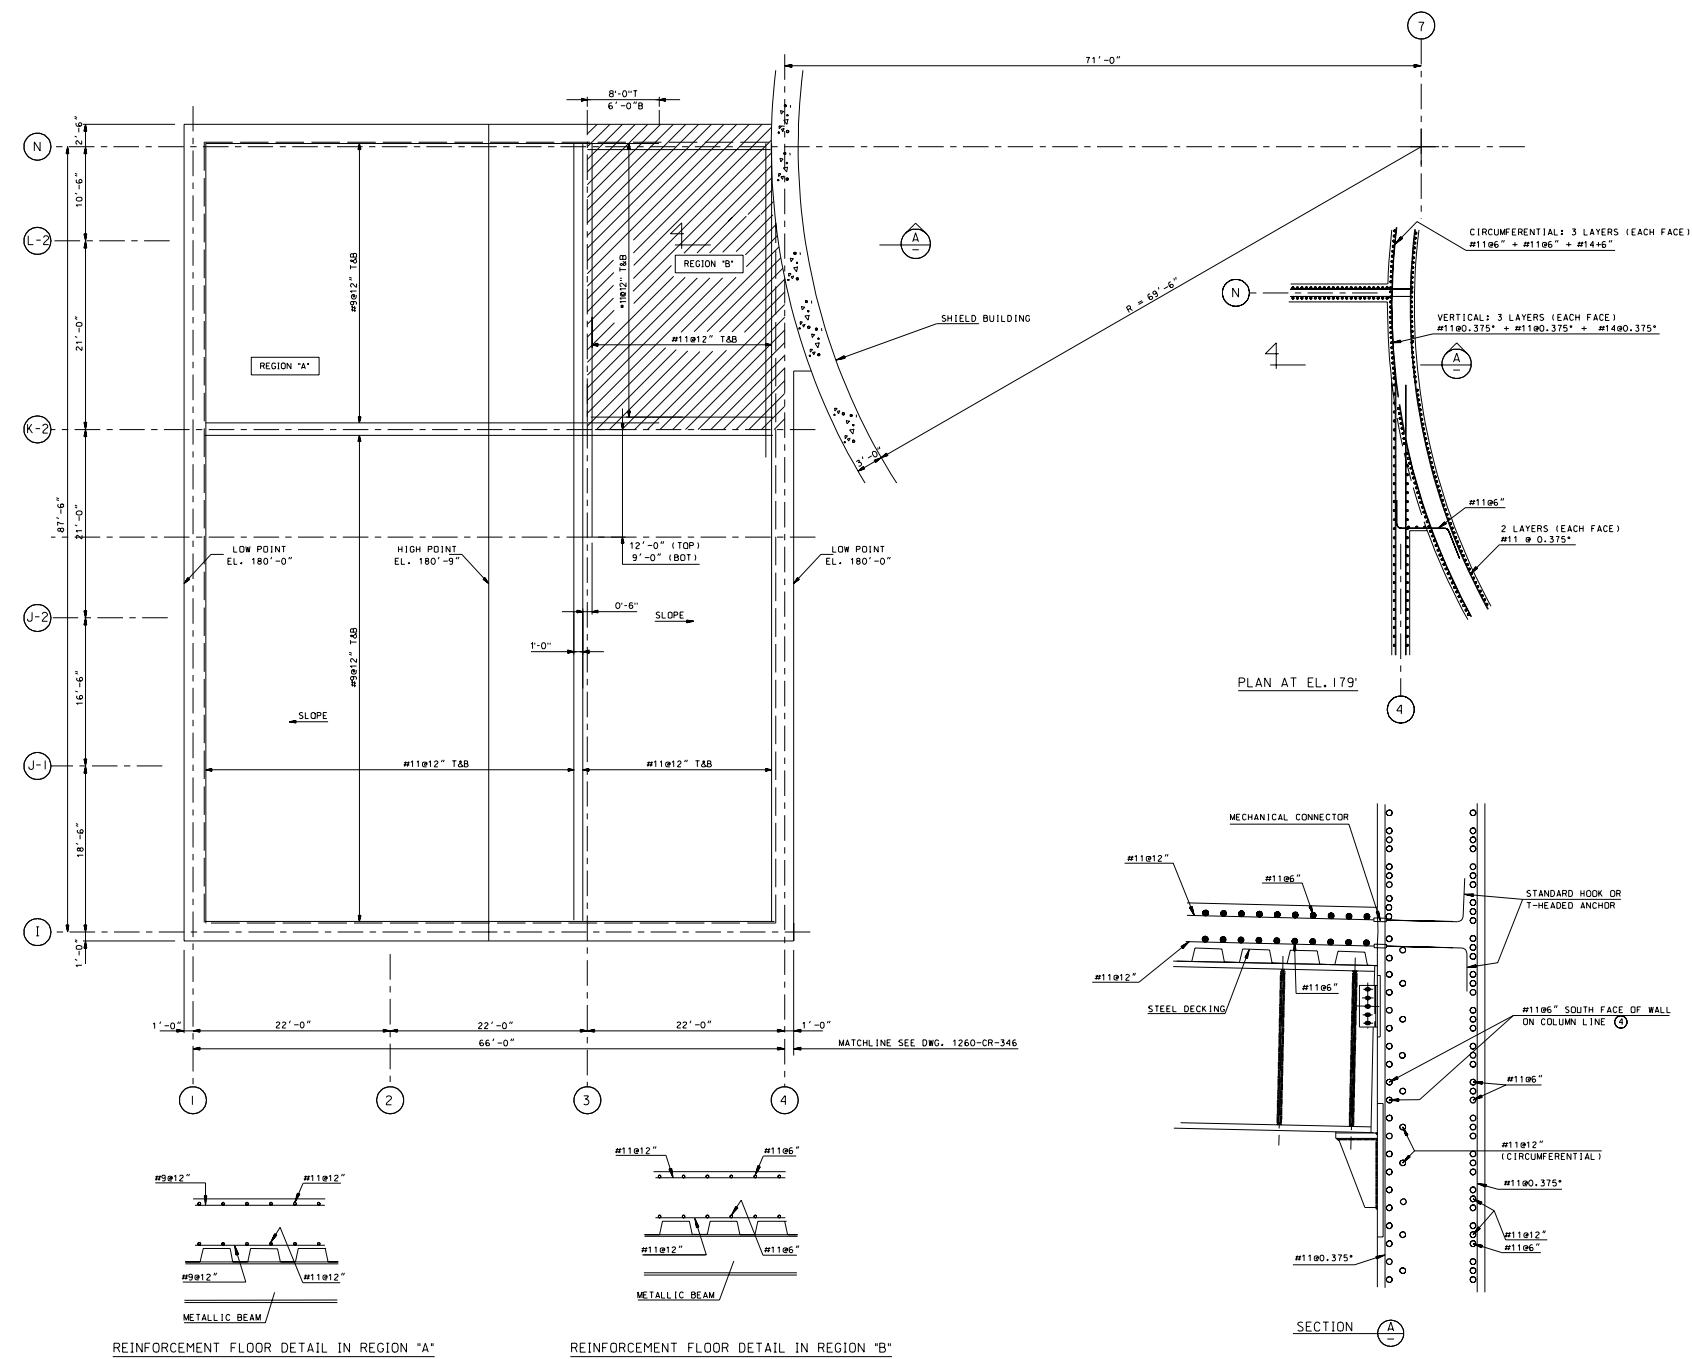 7
71'-0"
8'-0"T
6'-0"B
N
2'-6"
10'-6"
L-2
21'-0"
K-2
87'-6"
21'-0"
J-2
16'-6"
J-1
18'-6"
I
1'-0"
#9@12" T&B
#11@12" T&B
4
REGION "B"
#11@12" T&B
REGION "A"
A
SHIELD BUILDING
R = 69'-6"
3'-0"
LOW POINT
EL. 180'-0"
HIGH POINT
EL. 180'-9"
12'-0" (TOP)
9'-0" (BOT)
LOW POINT
EL. 180'-0"
0'-6"
SLOPE
1'-0"
#9@12" T&B
SLOPE
#11@12" T&B
#11@12" T&B
1'-0"
22'-0"
22'-0"
22'-0"
1'-0"
66'-0"
MATCHLINE SEE DWG. 1260-CR-346
1
2
3
4
CIRCUMFERENTIAL: 3 LAYERS (EACH FACE)
#11@6" + #11@6" + #14+6"
N
VERTICAL: 3 LAYERS (EACH FACE)
#11@0.375° + #11@0.375° + #14@0.375°
4
A
#11@6"
2 LAYERS (EACH FACE)
#11 @ 0.375°
PLAN AT EL.179'
4
MECHANICAL CONNECTOR
#11@12"
#11@6"
STANDARD HOOK OR
T-HEADED ANCHOR
#11@12"
#11@6"
STEEL DECKING
#11@6" SOUTH FACE OF WALL
ON COLUMN LINE 4
#11@6"
#11@12"
(CIRCUMFERENTIAL)
#11@0.375°
#11@12"
#11@6"
#11@0.375°
SECTION A
#9@12"
#11@12"
#9@12"
#11@12"
METALLIC BEAM
REINFORCEMENT FLOOR DETAIL IN REGION "A"
#11@12"
#11@6"
#11@12"
#11@6"
METALLIC BEAM
REINFORCEMENT FLOOR DETAIL IN REGION "B"